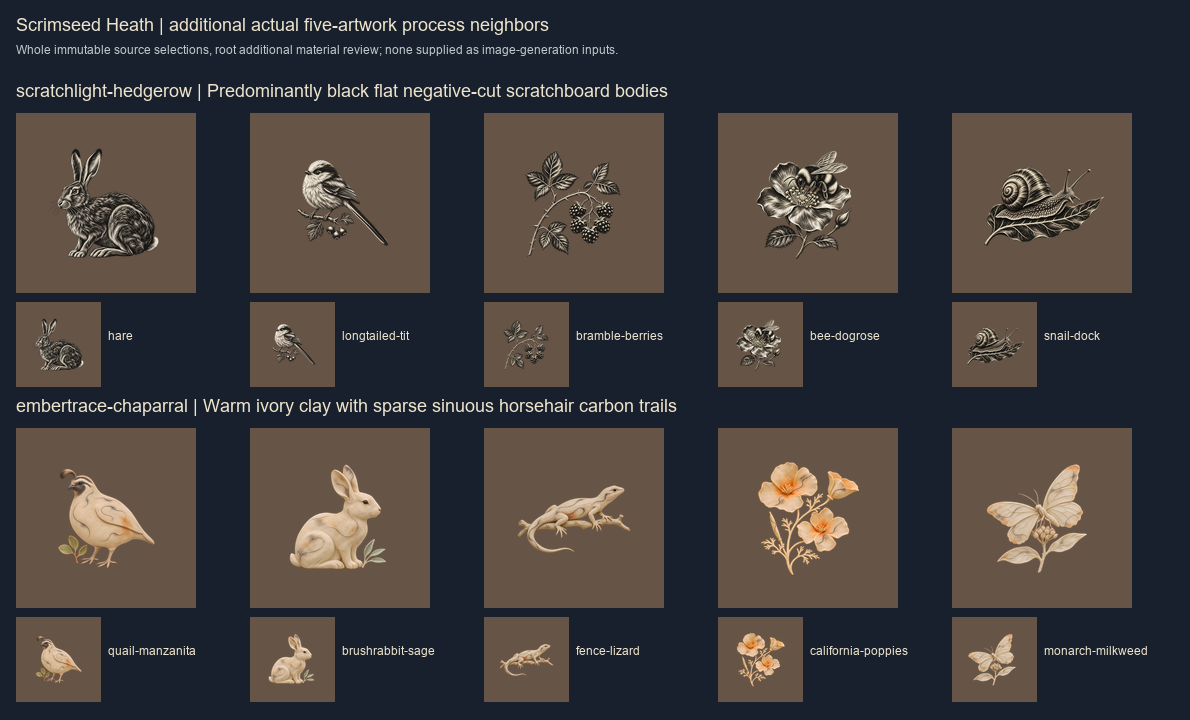 Scrimseed Heath | additional actual five-artwork process neighbors
Whole immutable source selections, root additional material review; none supplied as image-generation inputs.
scratchlight-hedgerow | Predominantly black flat negative-cut scratchboard bodies
hare
longtailed-tit
bramble-berries
bee-dogrose
snail-dock
embertrace-chaparral | Warm ivory clay with sparse sinuous horsehair carbon trails
quail-manzanita
brushrabbit-sage
fence-lizard
california-poppies
monarch-milkweed